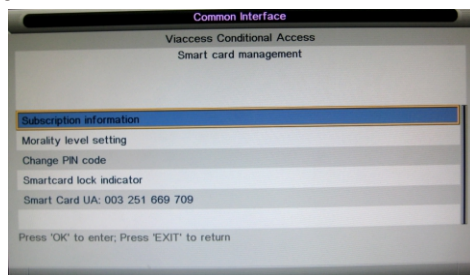 Common Interface
Viaccess Conditional Access
Smart card management
Subscription information
Morality level setting
Change PIN code
Smartcard lock indicator
Smart Card UA: 003 251 669 709
Press 'OK' to enter; Press 'EXIT' to return